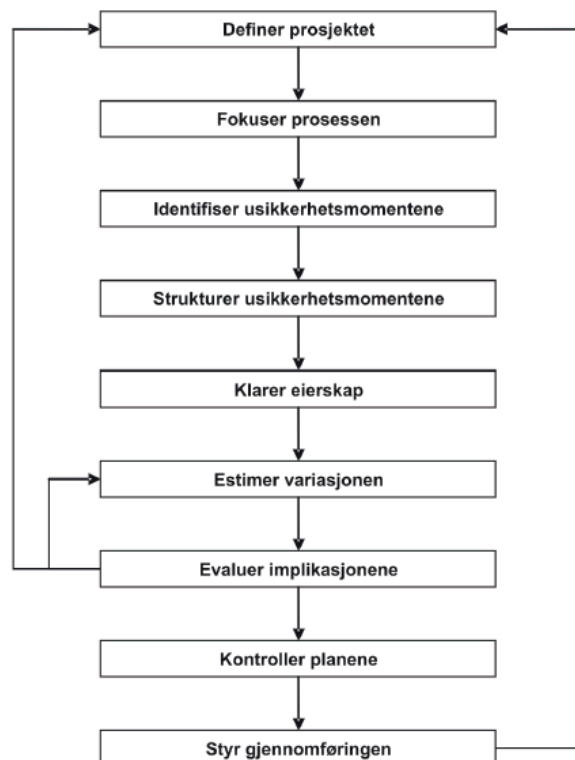 Definer prosjektet
Fokuser prosessen
Identifiser usikkerhetsmomentene
Strukturer usikkerhetsmomentene
Klarer eierskap
Estimer variasjonen
Evaluer implikasjonene
Kontroller planene
Styr gjennomføringen